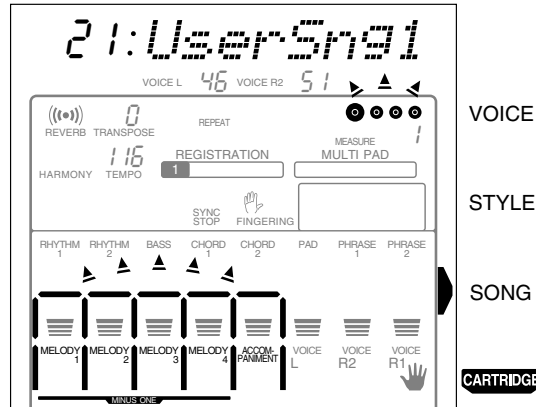 21:UserSng1
VOICE L 46 VOICE R2 51
VOICE
0
REVERB TRANSPOSE REPEAT MEASURE 1
116 REGISTRATION MULTI PAD
HARMONY TEMPO 1
STYLE
SYNC STOP FINGERING
RHYTHM 1 RHYTHM 2 BASS CHORD 1 CHORD 2 PAD PHRASE 1 PHRASE 2
SONG
MELODY 1 MELODY 2 MELODY 3 MELODY 4 ACCOM-PANIMENT VOICE L VOICE R2 VOICE R1
CARTRIDGE
MINUS ONE